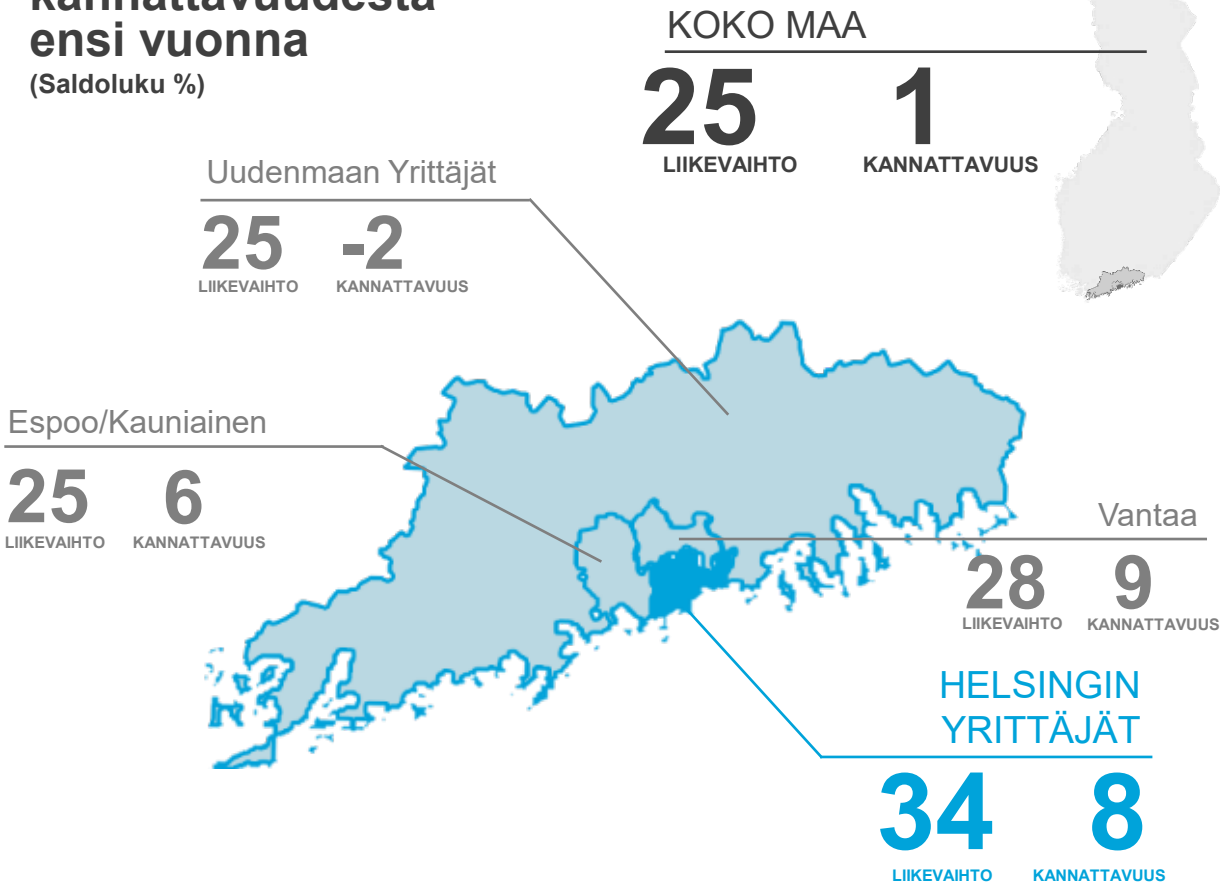 kannattavuudesta
ensi vuonna
(Saldoluku %)
KOKO MAA
25 1
LIIKEVAIHTO KANNATTAVUUS
Uudenmaan Yrittäjät
25 -2
LIIKEVAIHTO KANNATTAVUUS
Espoo/Kauniainen
25 6
LIIKEVAIHTO KANNATTAVUUS
Vantaa
28 9
LIIKEVAIHTO KANNATTAVUUS
HELSINGIN
YRITTÄJÄT
34 8
LIIKEVAIHTO KANNATTAVUUS